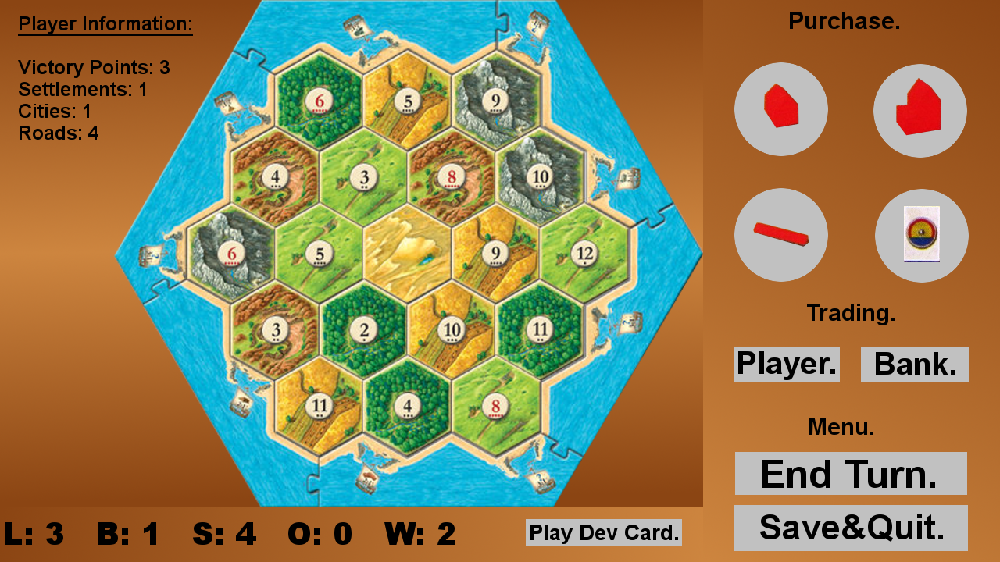 Player Information:
Victory Points: 3
Settlements: 1
Cities: 1
Roads: 4
Purchase.
6 5 9
4 3 8 10
6 5 9 12
3 2 10 11
11 4 8
Trading.
Player. Bank.
Menu.
End Turn.
Save&Quit.
L: 3 B: 1 S: 4 O: 0 W: 2
Play Dev Card.